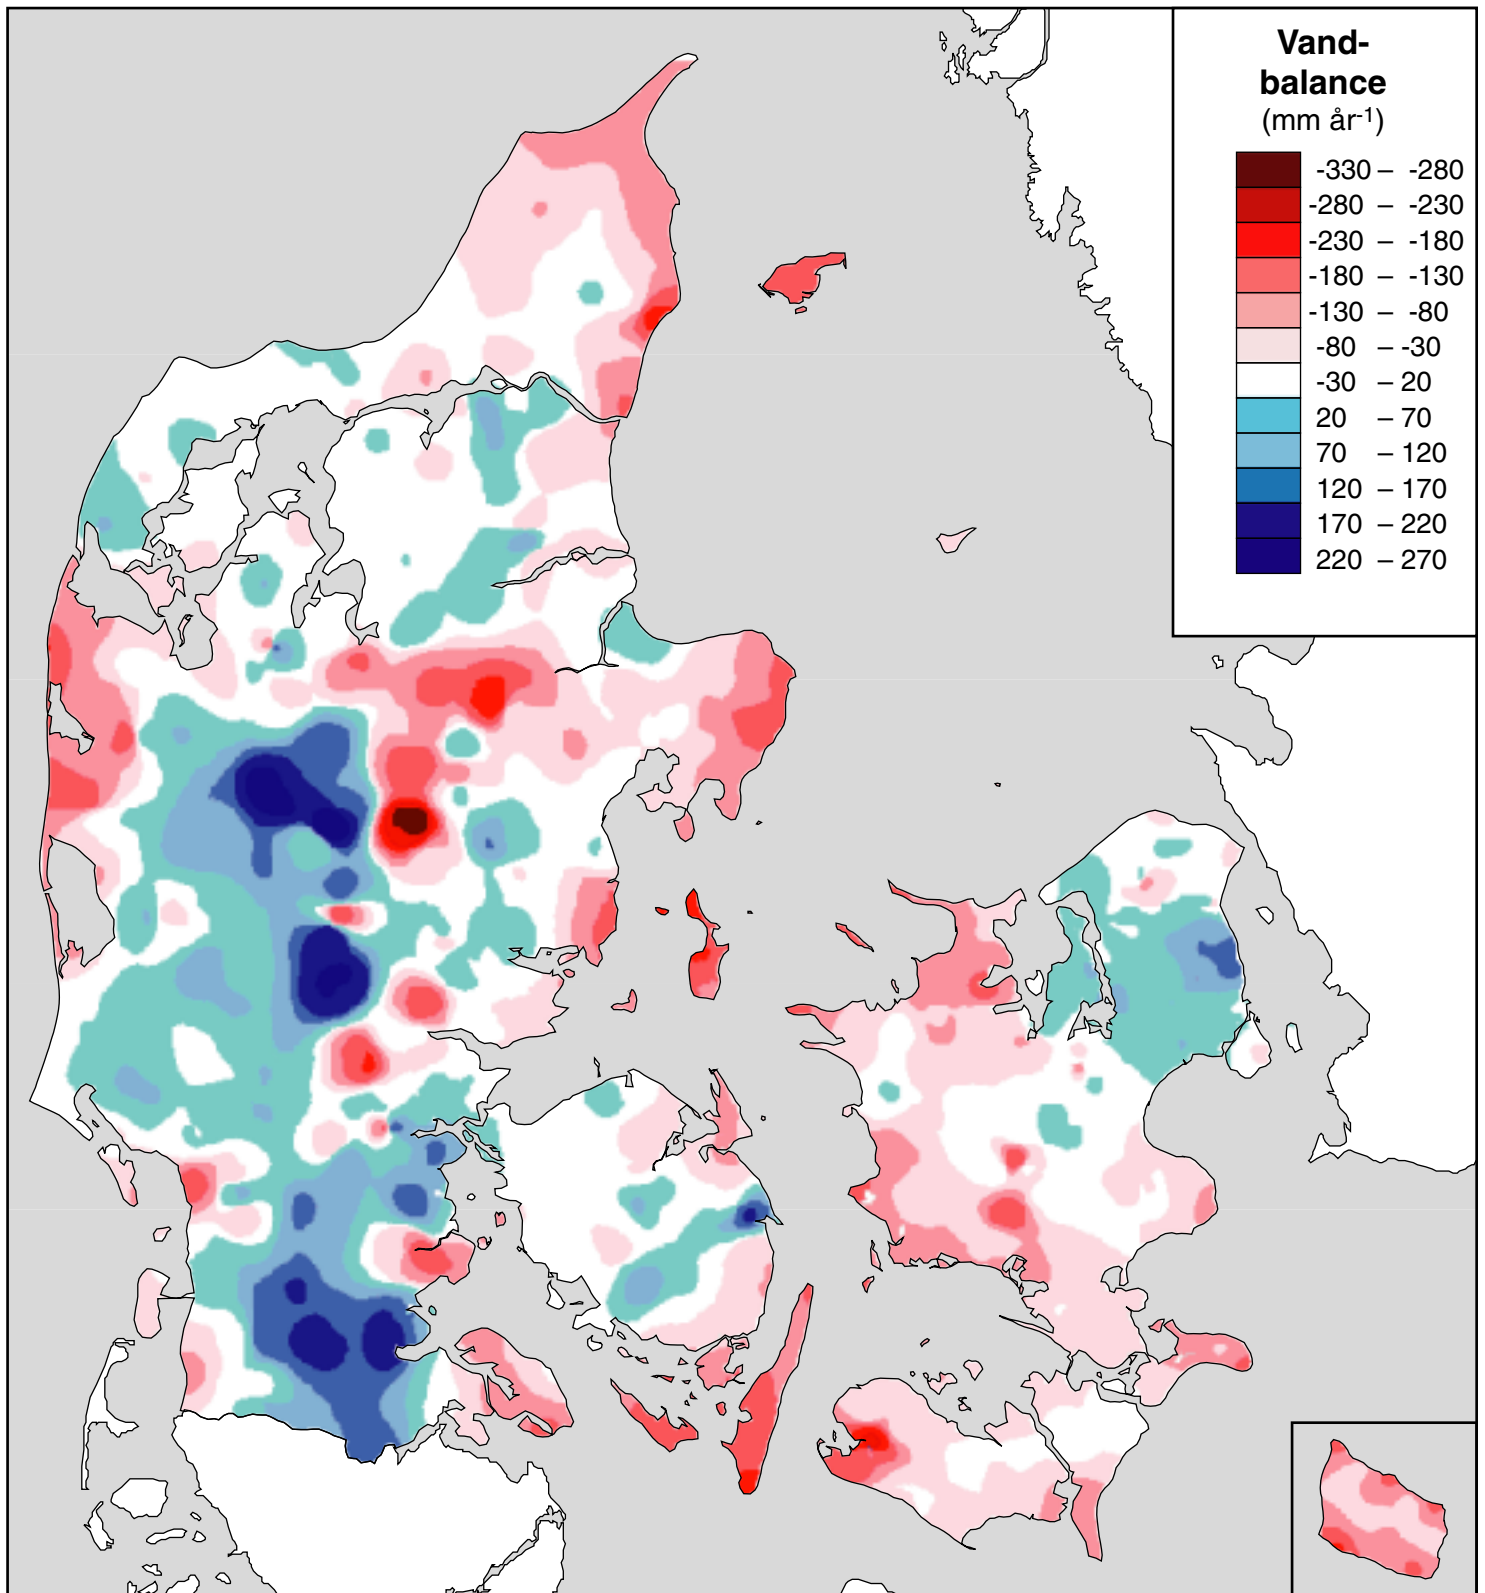 Vand-
balance
(mm år-1)
-330 – -280
-280 – -230
-230 – -180
-180 – -130
-130 – -80
-80 – -30
-30 – 20
20 – 70
70 – 120
120 – 170
170 – 220
220 – 270